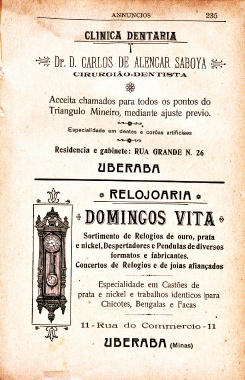 ANNUNCIOS 235
CLINICA DENTARIA
Dr. D. CARLOS DE ALENCAR SABOYA
CIRURGIÃO-DENTISTA
Acceita chamados para todos os pontos do
Triangulo Mineiro, mediante ajuste previo.
Especialidade em dentes e corôas artificiaes
Residencia e gabinete: RUA GRANDE N. 26
UBERABA
RELOJOARIA
DOMINGOS VITA
Sortimento de Relogios de ouro, prata
e nickel, Despertadores e Pendulas de diversos
formatos e fabricantes.
Concertos de Relogios e de joias afiançados
Especialidade em Castões de
prata e nickel e trabalhos identicos para
Chicotes, Bengalas e Facas
11-Rua do Commercio-11
UBERABA (Minas)